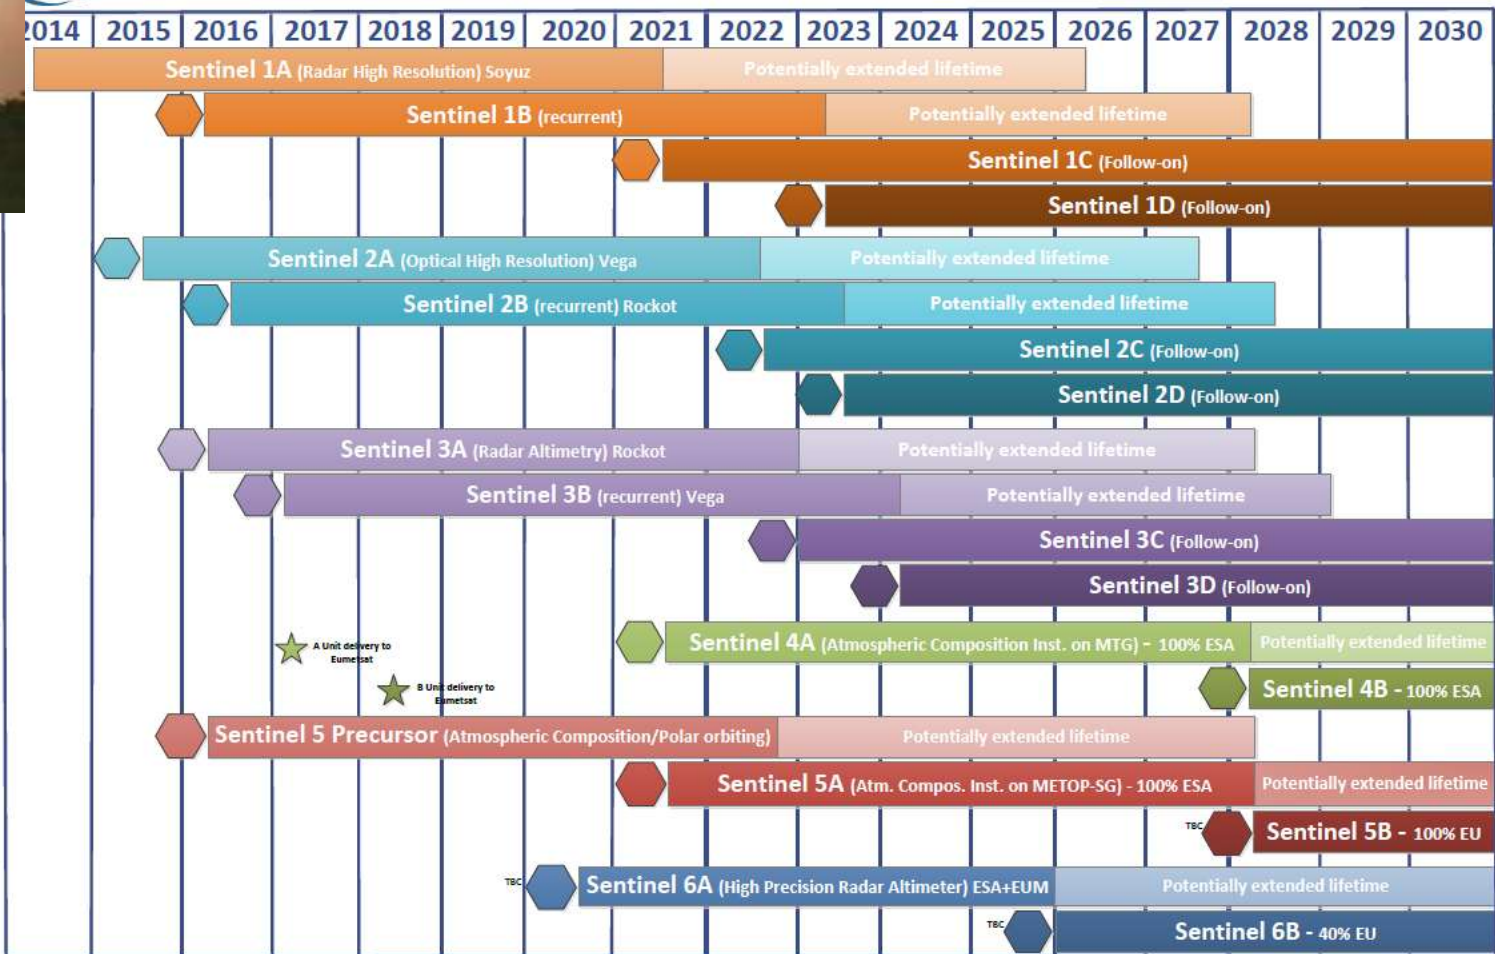 2014 2015 2016 2017 2018 2019 2020 2021 2022 2023 2024 2025 2026 2027 2028 2029 2030
Sentinel 1A (Radar High Resolution) Soyuz Potentially extended lifetime
Sentinel 1B (recurrent) Potentially extended lifetime
Sentinel 1C (Follow-on)
Sentinel 1D (Follow-on)
Sentinel 2A (Optical High Resolution) Vega Potentially extended lifetime
Sentinel 2B (recurrent) Rockot Potentially extended lifetime
Sentinel 2C (Follow-on)
Sentinel 2D (Follow-on)
Sentinel 3A (Radar Altimetry) Rockot Potentially extended lifetime
Sentinel 3B (recurrent) Vega Potentially extended lifetime
Sentinel 3C (Follow-on)
Sentinel 3D (Follow-on)
Sentinel 4A (Atmospheric Composition Inst. on MTG) - 100% ESA Potentially extended lifetime
A Unit delivery to
Eumetsat
B Unit delivery to
Eumetsat
Sentinel 4B - 100% ESA
Sentinel 5 Precursor (Atmospheric Composition/Polar orbiting) Potentially extended lifetime
Sentinel 5A (Atm. Compos. Inst. on METOP-SG) - 100% ESA Potentially extended lifetime
TBC Sentinel 5B - 100% EU
TBC Sentinel 6A (High Precision Radar Altimeter) ESA+EUM Potentially extended lifetime
TBC Sentinel 6B - 40% EU